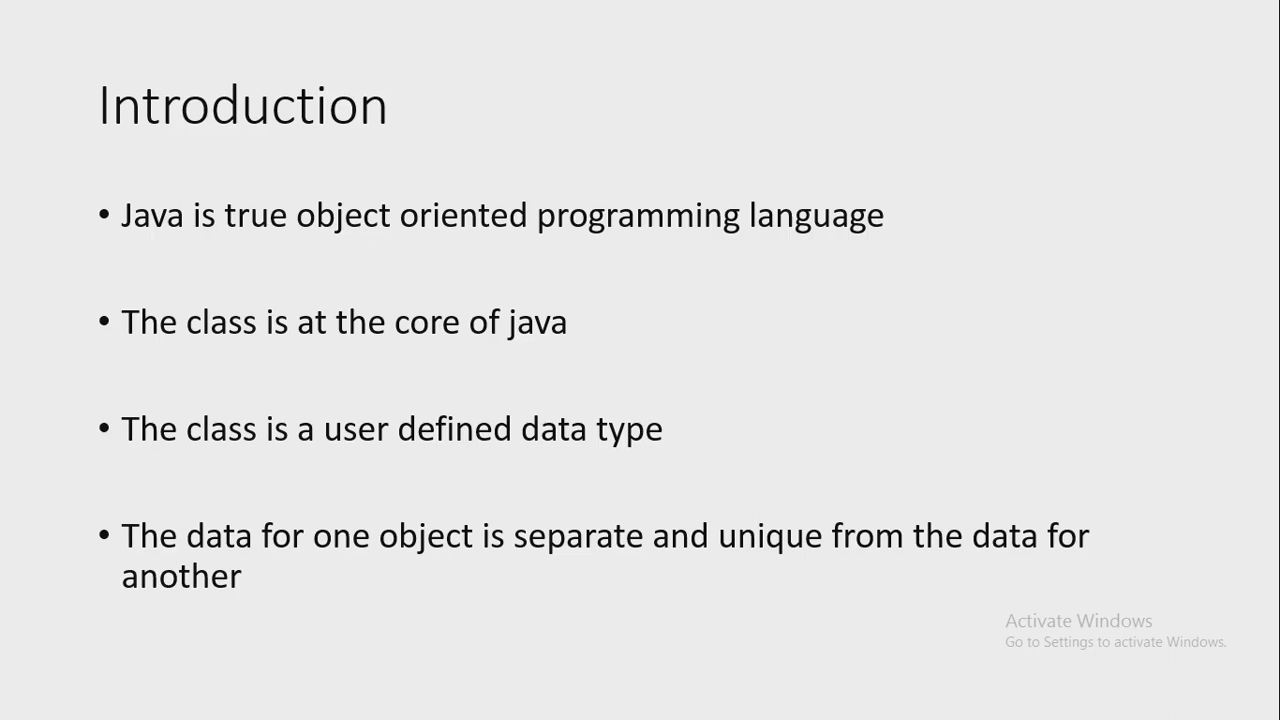 Introduction
• Java is true object oriented programming language
• The class is at the core of java
• The class is a user defined data type
• The data for one object is separate and unique from the data for
another
Activate Windows
Go to Settings to activate Windows.